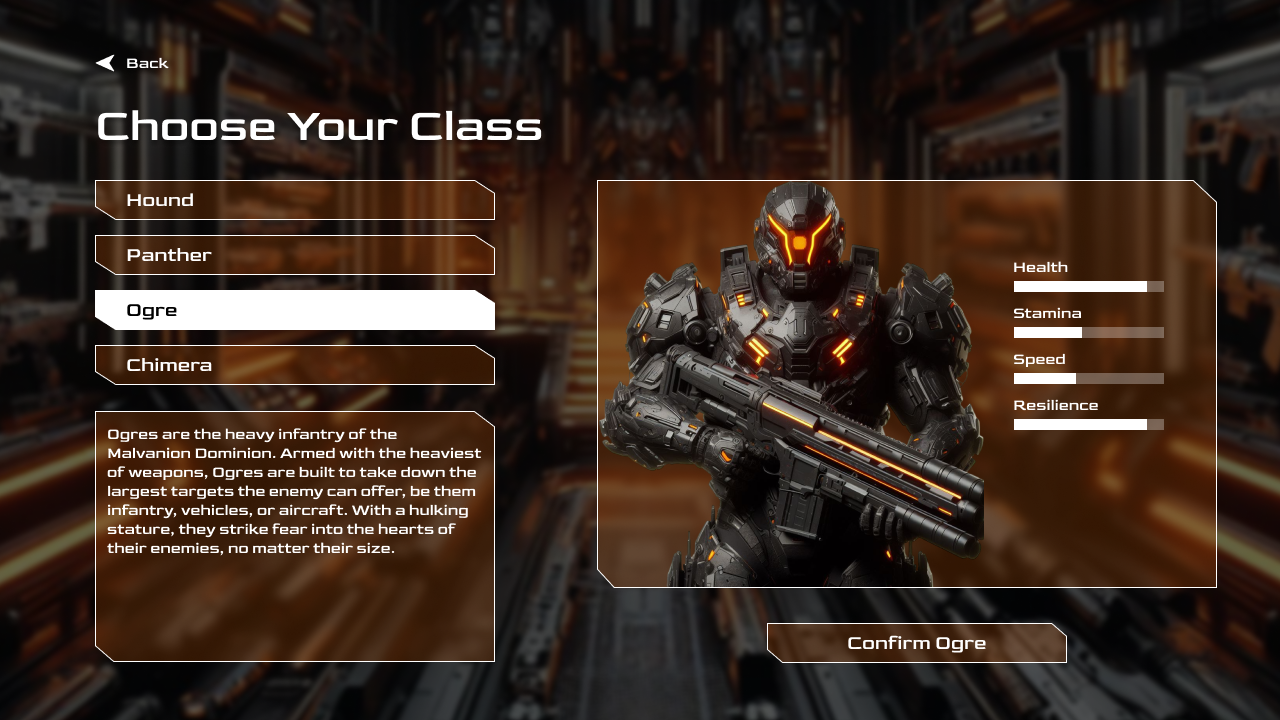 Back
Choose Your Class
Hound
Panther
Ogre
Chimera
Ogres are the heavy infantry of the
Malvanion Dominion. Armed with the heaviest
of weapons, Ogres are built to take down the
largest targets the enemy can offer, be them
infantry, vehicles, or aircraft. With a hulking
stature, they strike fear into the hearts of
their enemies, no matter their size.
Health
Stamina
Speed
Resilience
Confirm Ogre